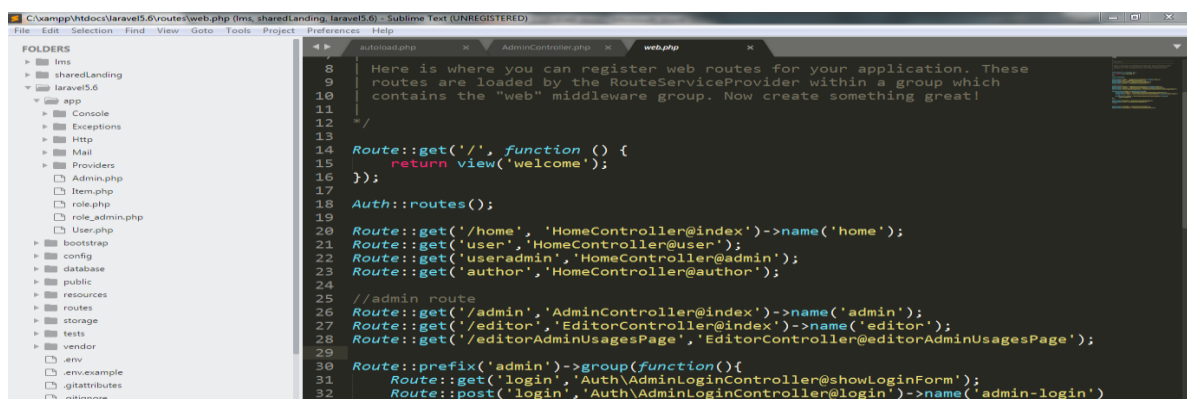 C:\xampp\htdocs\laravel5.6\routes\web.php (lms, sharedLanding, laravel5.6) - Sublime Text (UNREGISTERED)
File Edit Selection Find View Goto Tools Project Preferences Help
FOLDERS
lms
sharedLanding
laravel5.6
app
Console
Exceptions
Http
Mail
Providers
Admin.php
Item.php
role.php
role_admin.php
User.php
bootstrap
config
database
public
resources
routes
storage
tests
vendor
.env
.env.example
.gitattributes
.gitignore
autoload.php × AdminController.php × web.php ×
8 | Here is where you can register web routes for your application. These
9 | routes are loaded by the RouteServiceProvider within a group which
10 | contains the "web" middleware group. Now create something great!
11 |
12 */
13
14 Route::get('/', function () {
15 return view('welcome');
16 });
17
18 Auth::routes();
19
20 Route::get('/home', 'HomeController@index')->name('home');
21 Route::get('user','HomeController@user');
22 Route::get('useradmin','HomeController@admin');
23 Route::get('author','HomeController@author');
24
25 //admin route
26 Route::get('/admin','AdminController@index')->name('admin');
27 Route::get('/editor','EditorController@index')->name('editor');
28 Route::get('/editorAdminUsagesPage','EditorController@editorAdminUsagesPage');
29
30 Route::prefix('admin')->group(function(){
31 Route::get('login','Auth\AdminLoginController@showLoginForm');
32 Route::post('login','Auth\AdminLoginController@login')->name('admin-login')